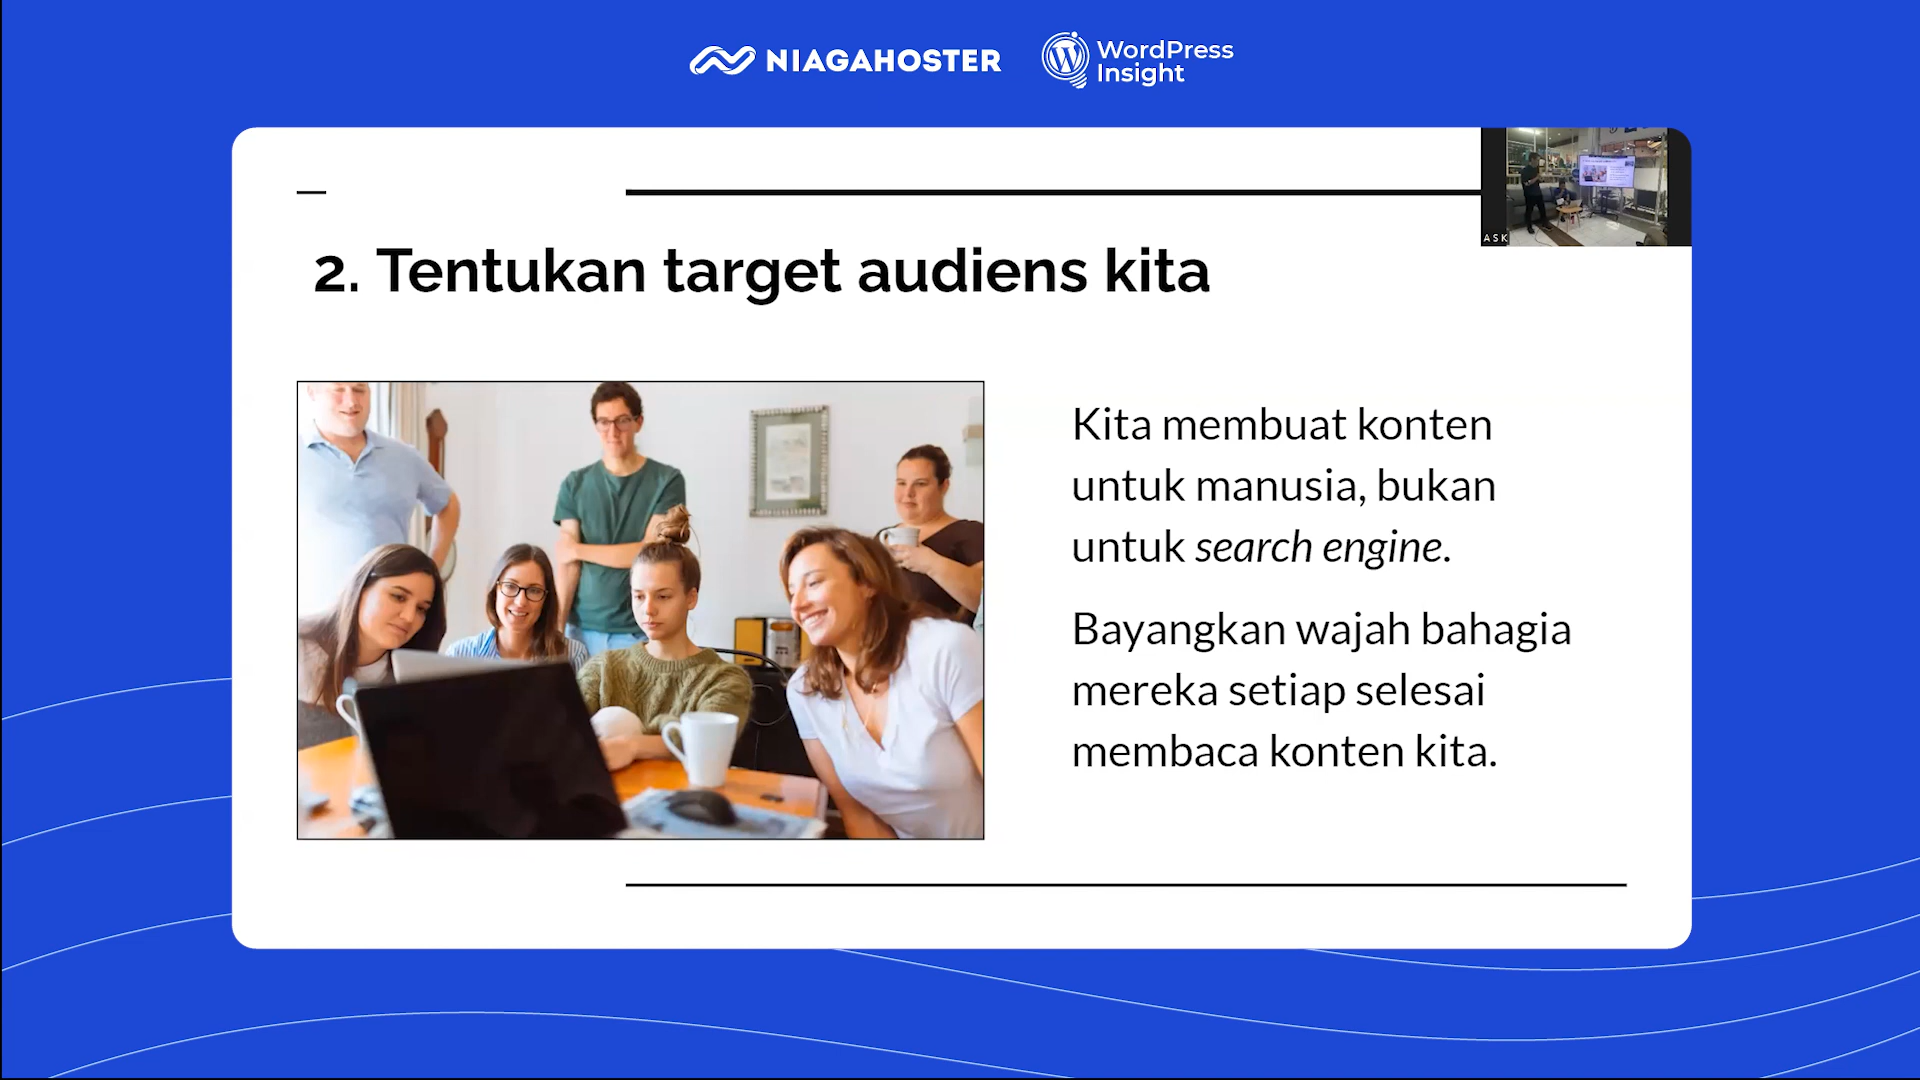 NIAGAHOSTER
WordPress
Insight
ASK
2. Tentukan target audiens kita
Kita membuat konten
untuk manusia, bukan
untuk search engine.
Bayangkan wajah bahagia
mereka setiap selesai
membaca konten kita.